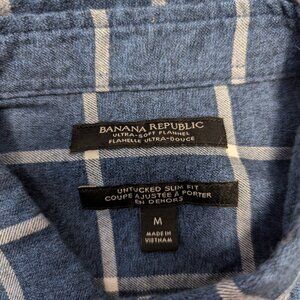 BANANA REPUBLIC
ULTRA-SOFT FLANNEL
FLANELLE ULTRA-DOUCE
UNTUCKED SLIM FIT
COUPE AJUSTÉE À PORTER
EN DEHORS
M
MADE IN
VIETNAM